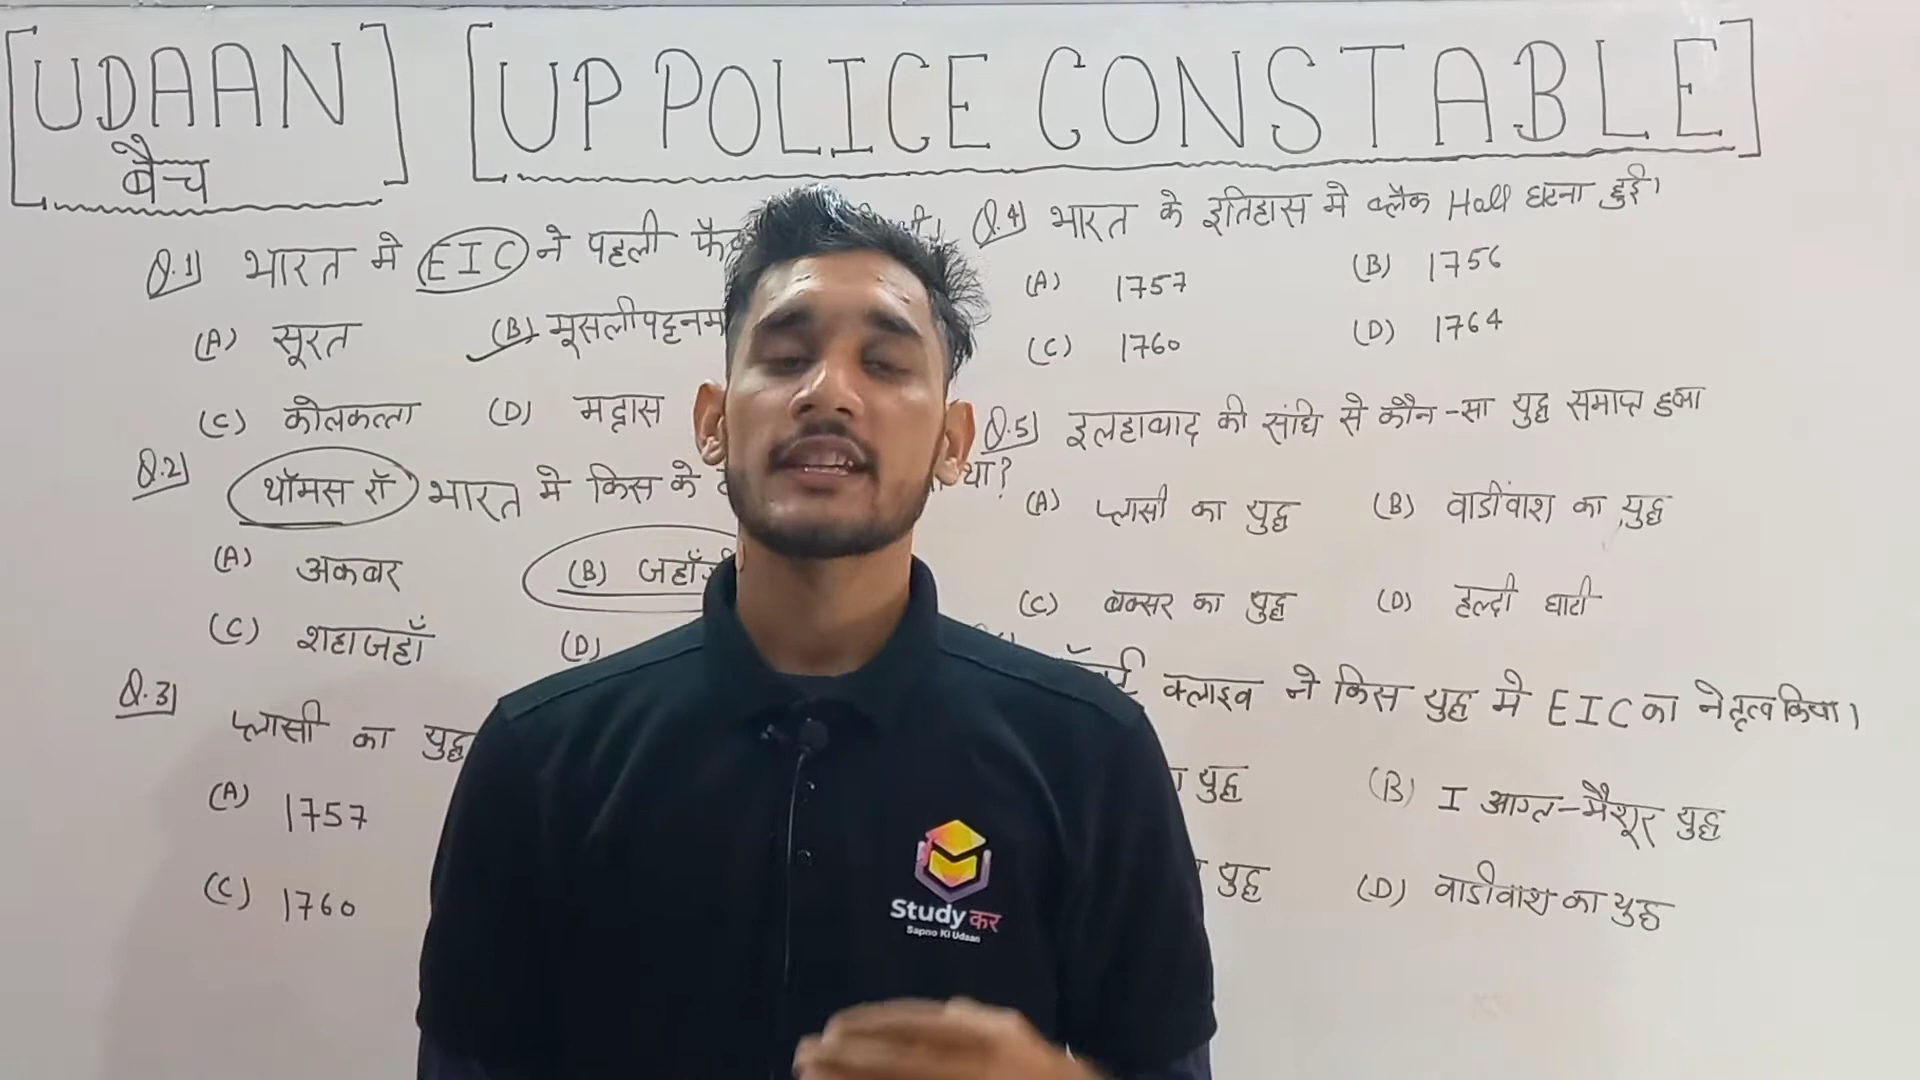 [UDAAN] [UP POLICE CONSTABLE]
बैच
Q.1) भारत मे EIC ने पहली
(A) सूरत
(B) मूसलीपट्टनम
(C) कोलकत्ता
(D) मद्रास
Q.2) थॉमस रॉ भारत मे किस के था?
(A) अकबर
(B) जहाँ
(C) शहाजहाँ
(D)
Q.3) प्लासी का युद्ध
(A) 1757
(C) 1760
Q.4) भारत के इतिहास मे ब्लैक Hall घटना हुई।
(A) 1757
(B) 1756
(C) 1760
(D) 1764
Q.5) इलहाबाद की संधि से कौन-सा युद्ध समाप्त हुआ
(A) प्लासी का युद्ध
(B) वाडीवाश का युद्ध
(C) बक्सर का युद्ध
(D) हल्दी घाटी
क्लाइव ने किस युद्ध मे EIC का नेतृत्व किया।
युद्ध
(B) I आंग्ल-मैशूर युद्ध
युद्ध
(D) वाडीवाश का युद्ध
Study कर
Sapno Ki Udaan